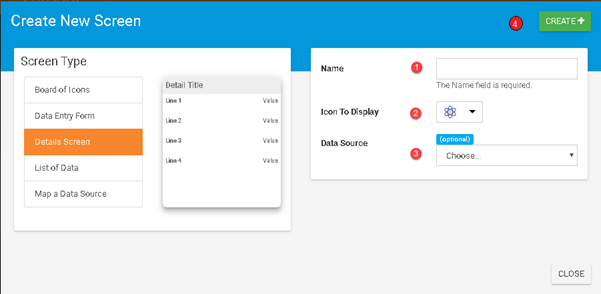 Create New Screen
4
CREATE +
Screen Type
Board of Icons
Data Entry Form
Details Screen
List of Data
Map a Data Source
Detail Title
Line 1 Value
Line 2 Value
Line 3 Value
Line 4 Value
Name 1
The Name field is required.
Icon To Display 2
(optional)
Data Source 3 Choose...
CLOSE